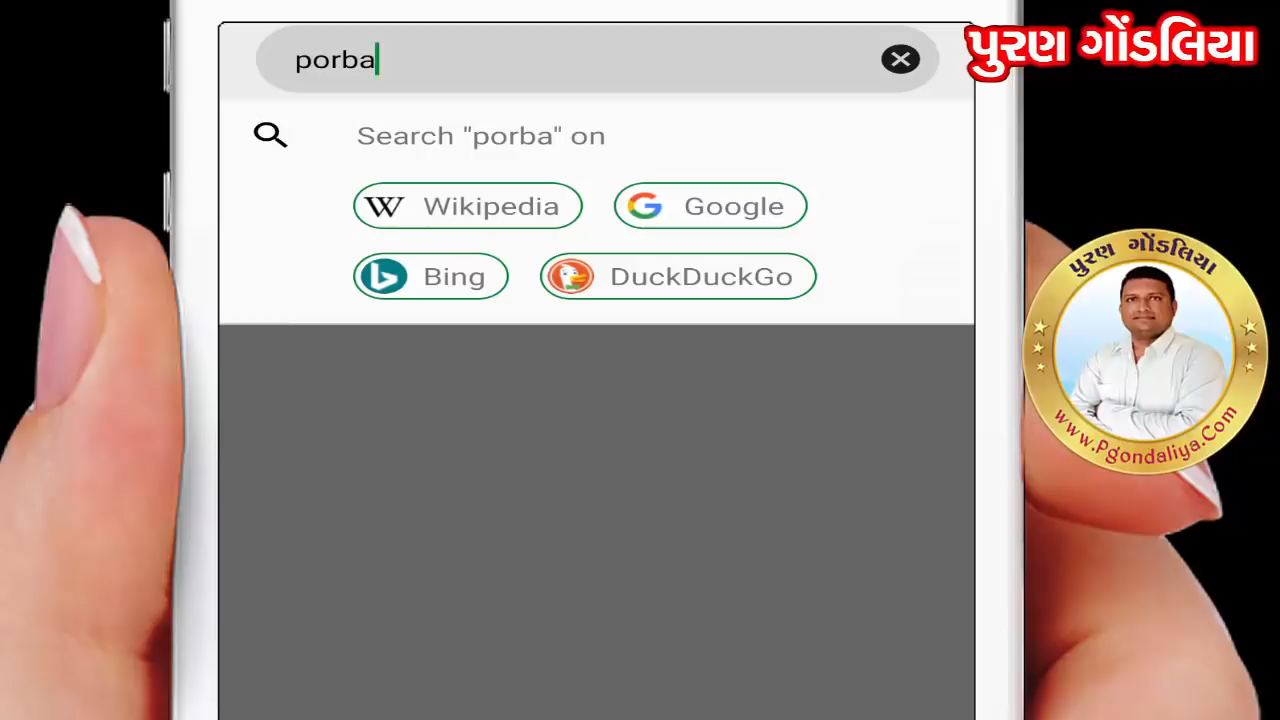 porba
પુરણ ગોંડલિયા
Search "porba" on
Wikipedia
Google
Bing
DuckDuckGo
પુરણ ગોંડલિયા
www.Pgondaliya.Com